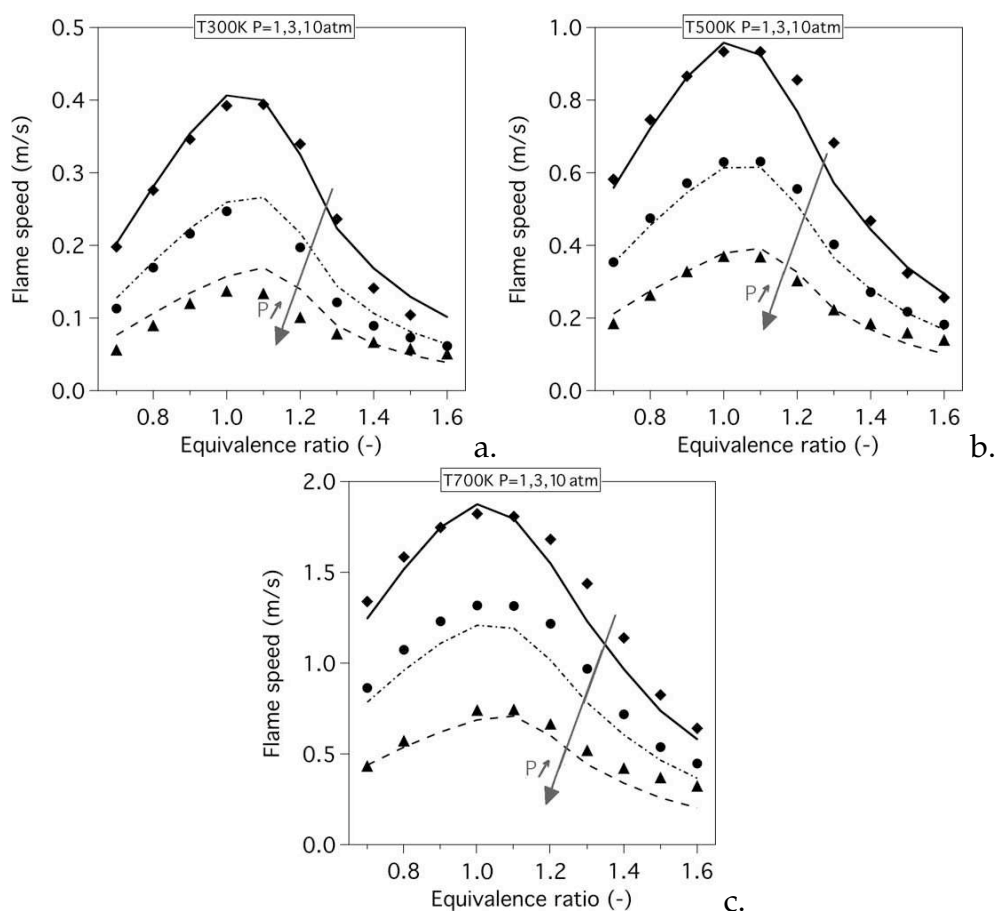 T300K P=1,3,10atm
0.5
0.4
0.3
0.2
0.1
0.0
Flame speed (m/s)
P
0.8 1.0 1.2 1.4 1.6
Equivalence ratio (-)
a.
T500K P=1,3,10atm
1.0
0.8
0.6
0.4
0.2
0.0
Flame speed (m/s)
P
0.8 1.0 1.2 1.4 1.6
Equivalence ratio (-)
b.
T700K P=1,3,10 atm
2.0
1.5
1.0
0.5
0.0
Flame speed (m/s)
P
0.8 1.0 1.2 1.4 1.6
Equivalence ratio (-)
c.